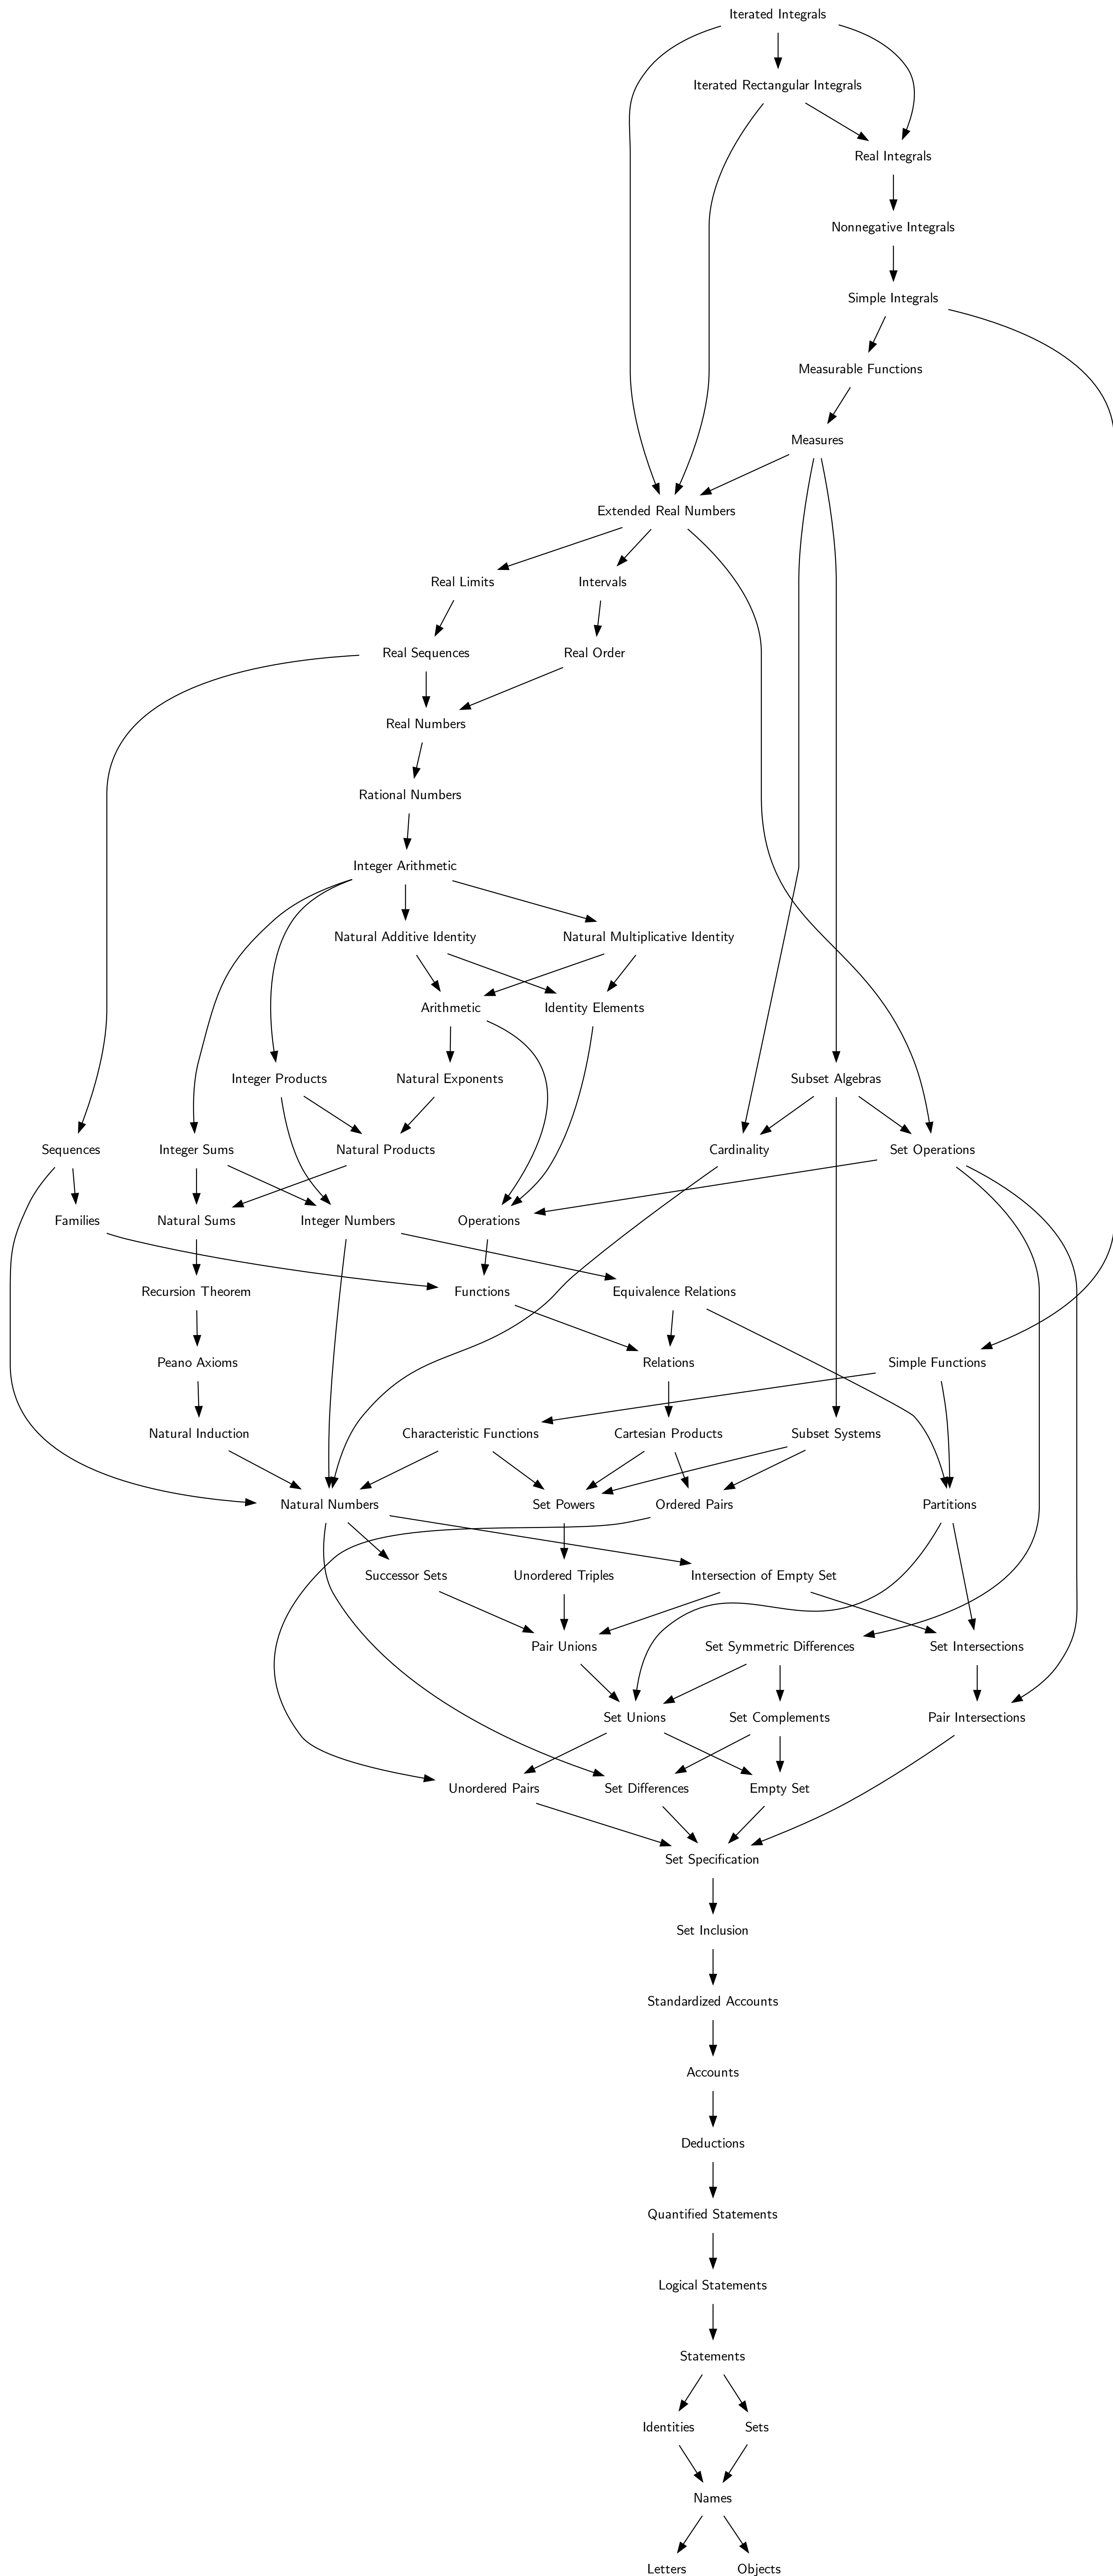 Iterated Integrals
Iterated Rectangular Integrals
Real Integrals
Nonnegative Integrals
Simple Integrals
Measurable Functions
Measures
Extended Real Numbers
Real Limits
Intervals
Real Sequences
Real Order
Real Numbers
Rational Numbers
Integer Arithmetic
Natural Additive Identity
Natural Multiplicative Identity
Arithmetic
Identity Elements
Integer Products
Natural Exponents
Subset Algebras
Sequences
Integer Sums
Natural Products
Cardinality
Set Operations
Families
Natural Sums
Integer Numbers
Operations
Recursion Theorem
Functions
Equivalence Relations
Peano Axioms
Relations
Simple Functions
Natural Induction
Characteristic Functions
Cartesian Products
Subset Systems
Natural Numbers
Set Powers
Ordered Pairs
Partitions
Successor Sets
Unordered Triples
Intersection of Empty Set
Pair Unions
Set Symmetric Differences
Set Intersections
Set Unions
Set Complements
Pair Intersections
Unordered Pairs
Set Differences
Empty Set
Set Specification
Set Inclusion
Standardized Accounts
Accounts
Deductions
Quantified Statements
Logical Statements
Statements
Identities
Sets
Names
Letters
Objects